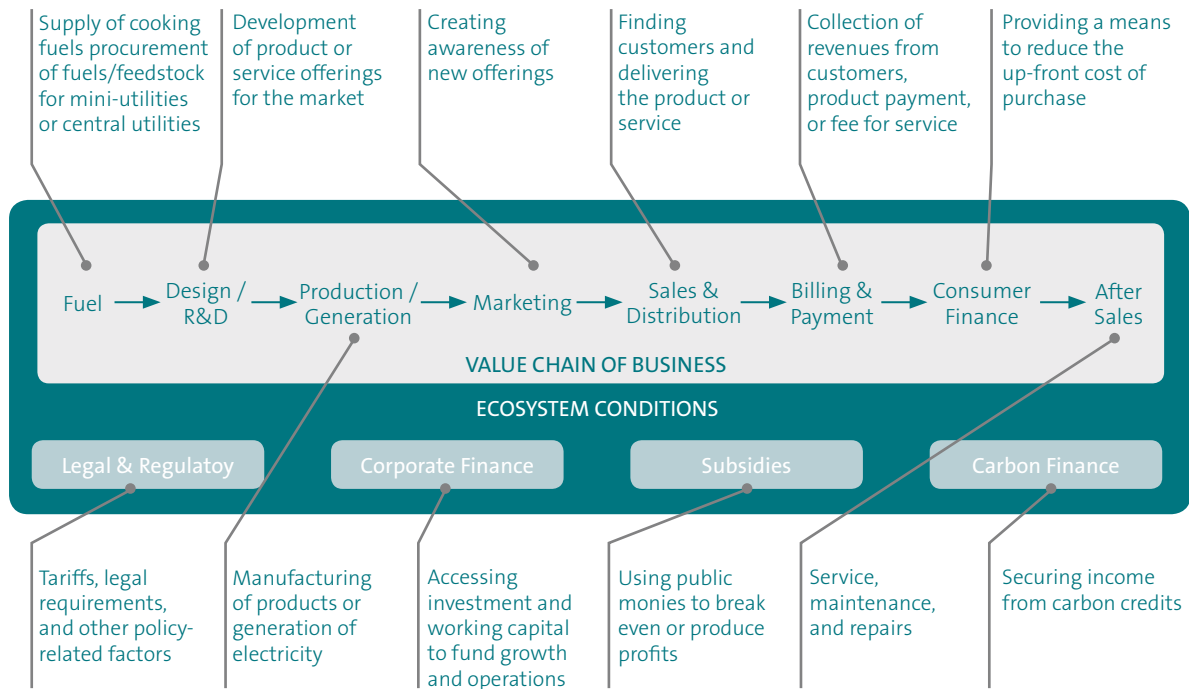 Supply of cooking
fuels procurement
of fuels/feedstock
for mini-utilities
or central utilities
Development
of product or
service offerings
for the market
Creating
awareness of
new offerings
Finding
customers and
delivering
the product or
service
Collection of
revenues from
customers,
product payment,
or fee for service
Providing a means
to reduce the
up-front cost of
purchase
Fuel
Design /
R&D
Production /
Generation
Marketing
Sales &
Distribution
Billing &
Payment
Consumer
Finance
After
Sales
VALUE CHAIN OF BUSINESS
ECOSYSTEM CONDITIONS
Legal & Regulatoy
Corporate Finance
Subsidies
Carbon Finance
Tariffs, legal
requirements,
and other policy-
related factors
Manufacturing
of products or
generation of
electricity
Accessing
investment and
working capital
to fund growth
and operations
Using public
monies to break
even or produce
profits
Service,
maintenance,
and repairs
Securing income
from carbon credits